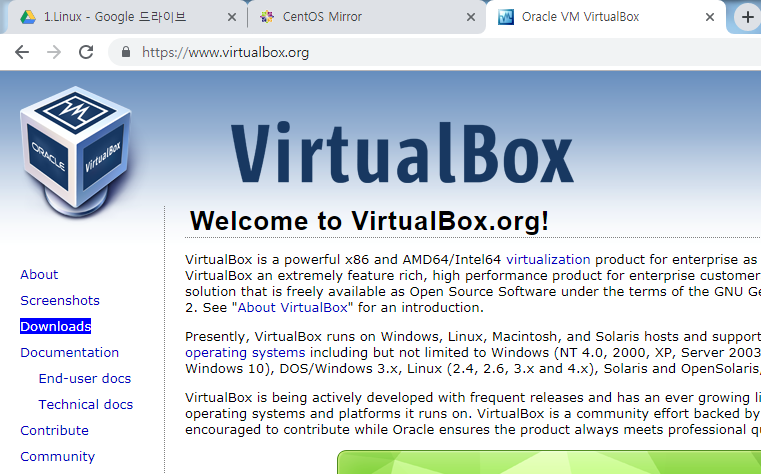 1.Linux - Google 드라이브
CentOS Mirror
Oracle VM VirtualBox
https://www.virtualbox.org
ORACLE
VirtualBox
VirtualBox
Welcome to VirtualBox.org!
About
Screenshots
Downloads
Documentation
End-user docs
Technical docs
Contribute
Community
VirtualBox is a powerful x86 and AMD64/Intel64 virtualization product for enterprise as
VirtualBox an extremely feature rich, high performance product for enterprise customer
solution that is freely available as Open Source Software under the terms of the GNU Ge
2. See "About VirtualBox" for an introduction.
Presently, VirtualBox runs on Windows, Linux, Macintosh, and Solaris hosts and support
operating systems including but not limited to Windows (NT 4.0, 2000, XP, Server 2003
Windows 10), DOS/Windows 3.x, Linux (2.4, 2.6, 3.x and 4.x), Solaris and OpenSolaris,
VirtualBox is being actively developed with frequent releases and has an ever growing li
operating systems and platforms it runs on. VirtualBox is a community effort backed by
encouraged to contribute while Oracle ensures the product always meets professional qu